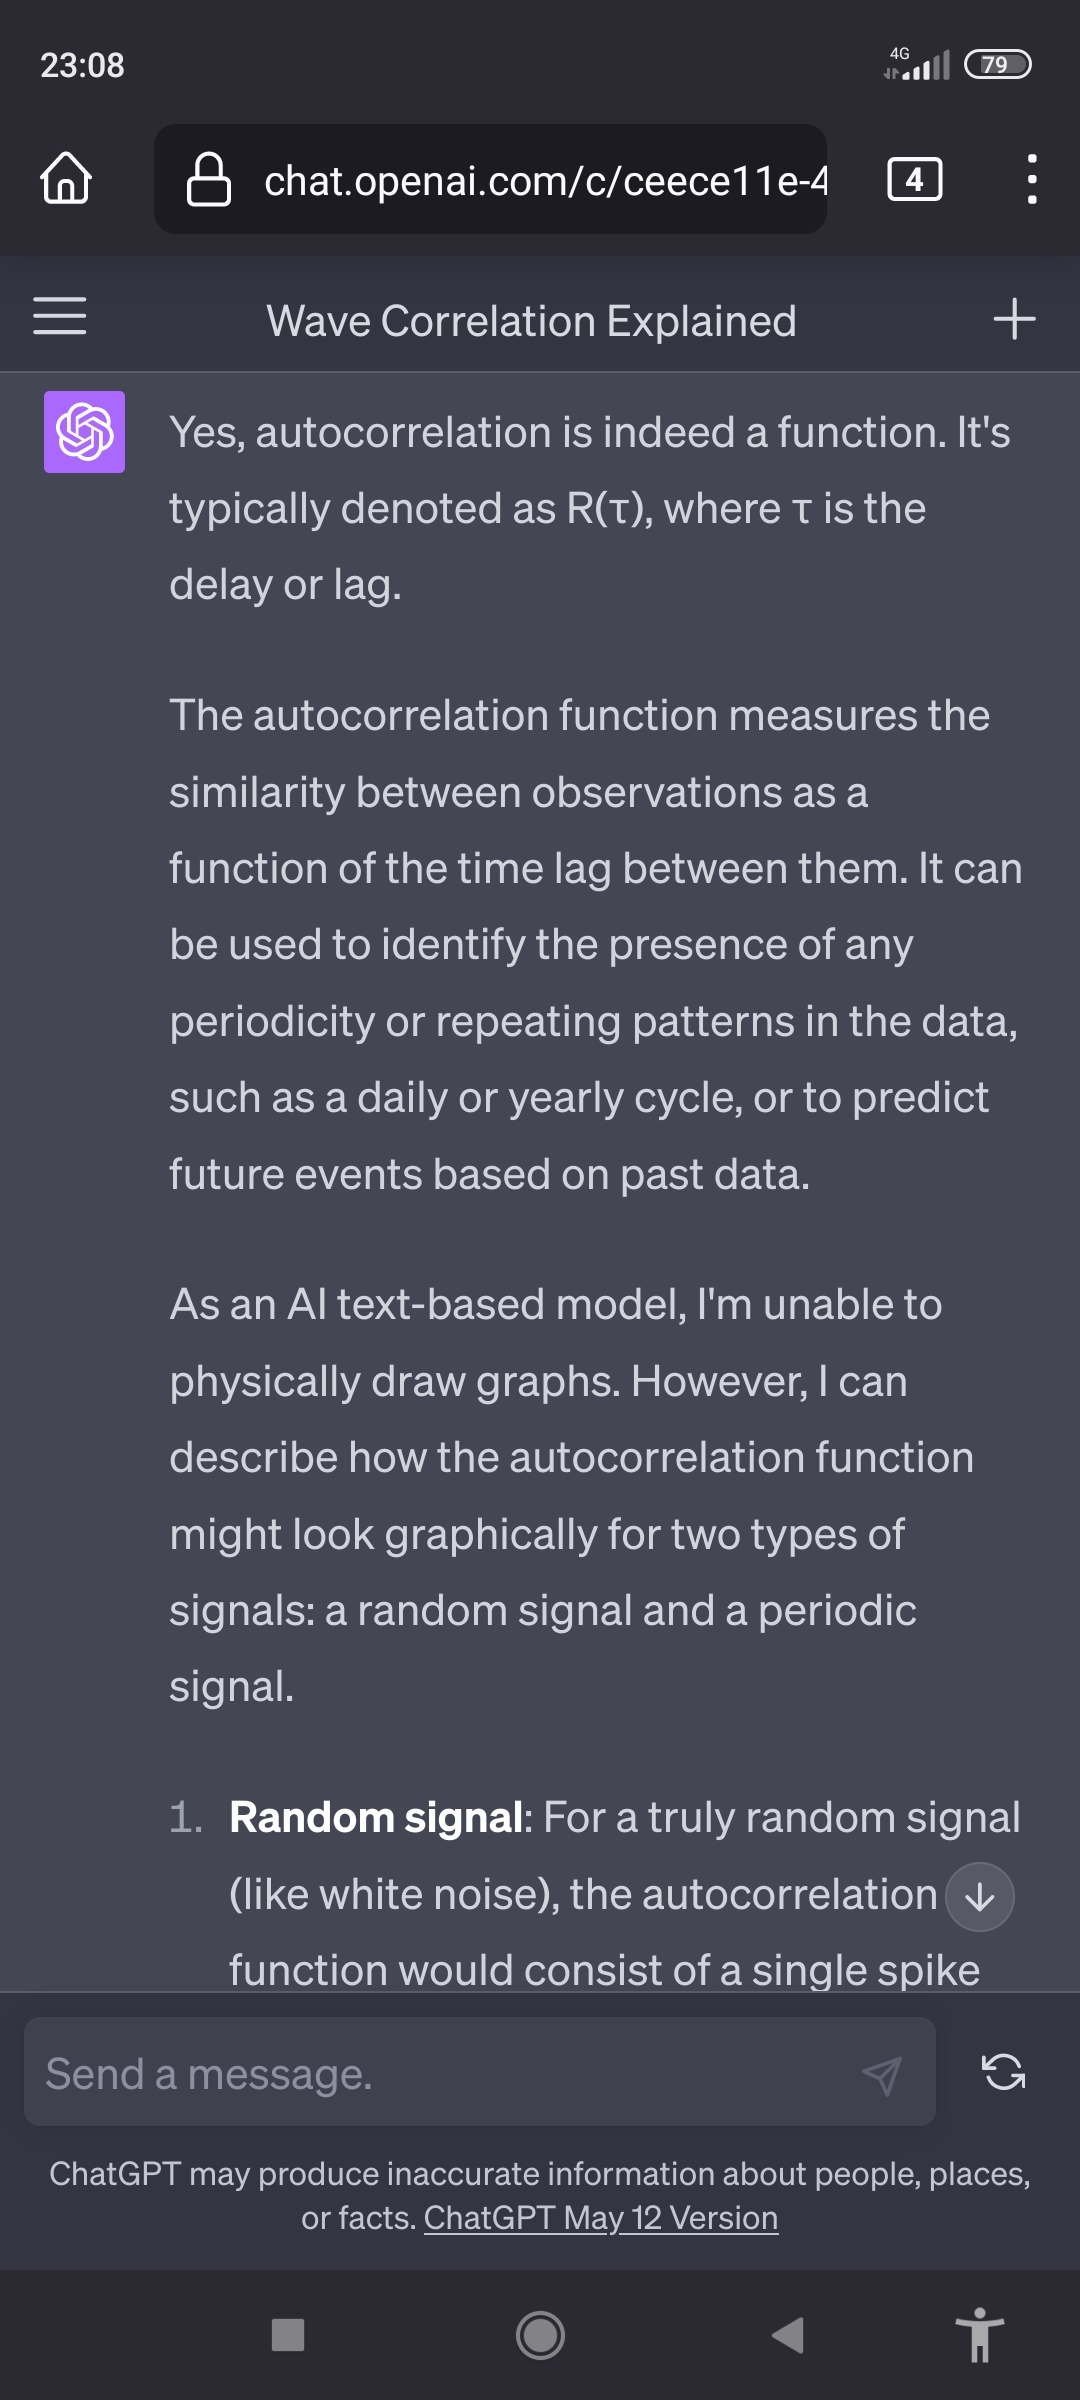 23:08
4G
79
chat.openai.com/c/ceece11e-4
4
Wave Correlation Explained
Yes, autocorrelation is indeed a function. It's
typically denoted as R(τ), where τ is the
delay or lag.
The autocorrelation function measures the
similarity between observations as a
function of the time lag between them. It can
be used to identify the presence of any
periodicity or repeating patterns in the data,
such as a daily or yearly cycle, or to predict
future events based on past data.
As an AI text-based model, I'm unable to
physically draw graphs. However, I can
describe how the autocorrelation function
might look graphically for two types of
signals: a random signal and a periodic
signal.
1. Random signal: For a truly random signal
(like white noise), the autocorrelation
function would consist of a single spike
Send a message.
ChatGPT may produce inaccurate information about people, places,
or facts. ChatGPT May 12 Version